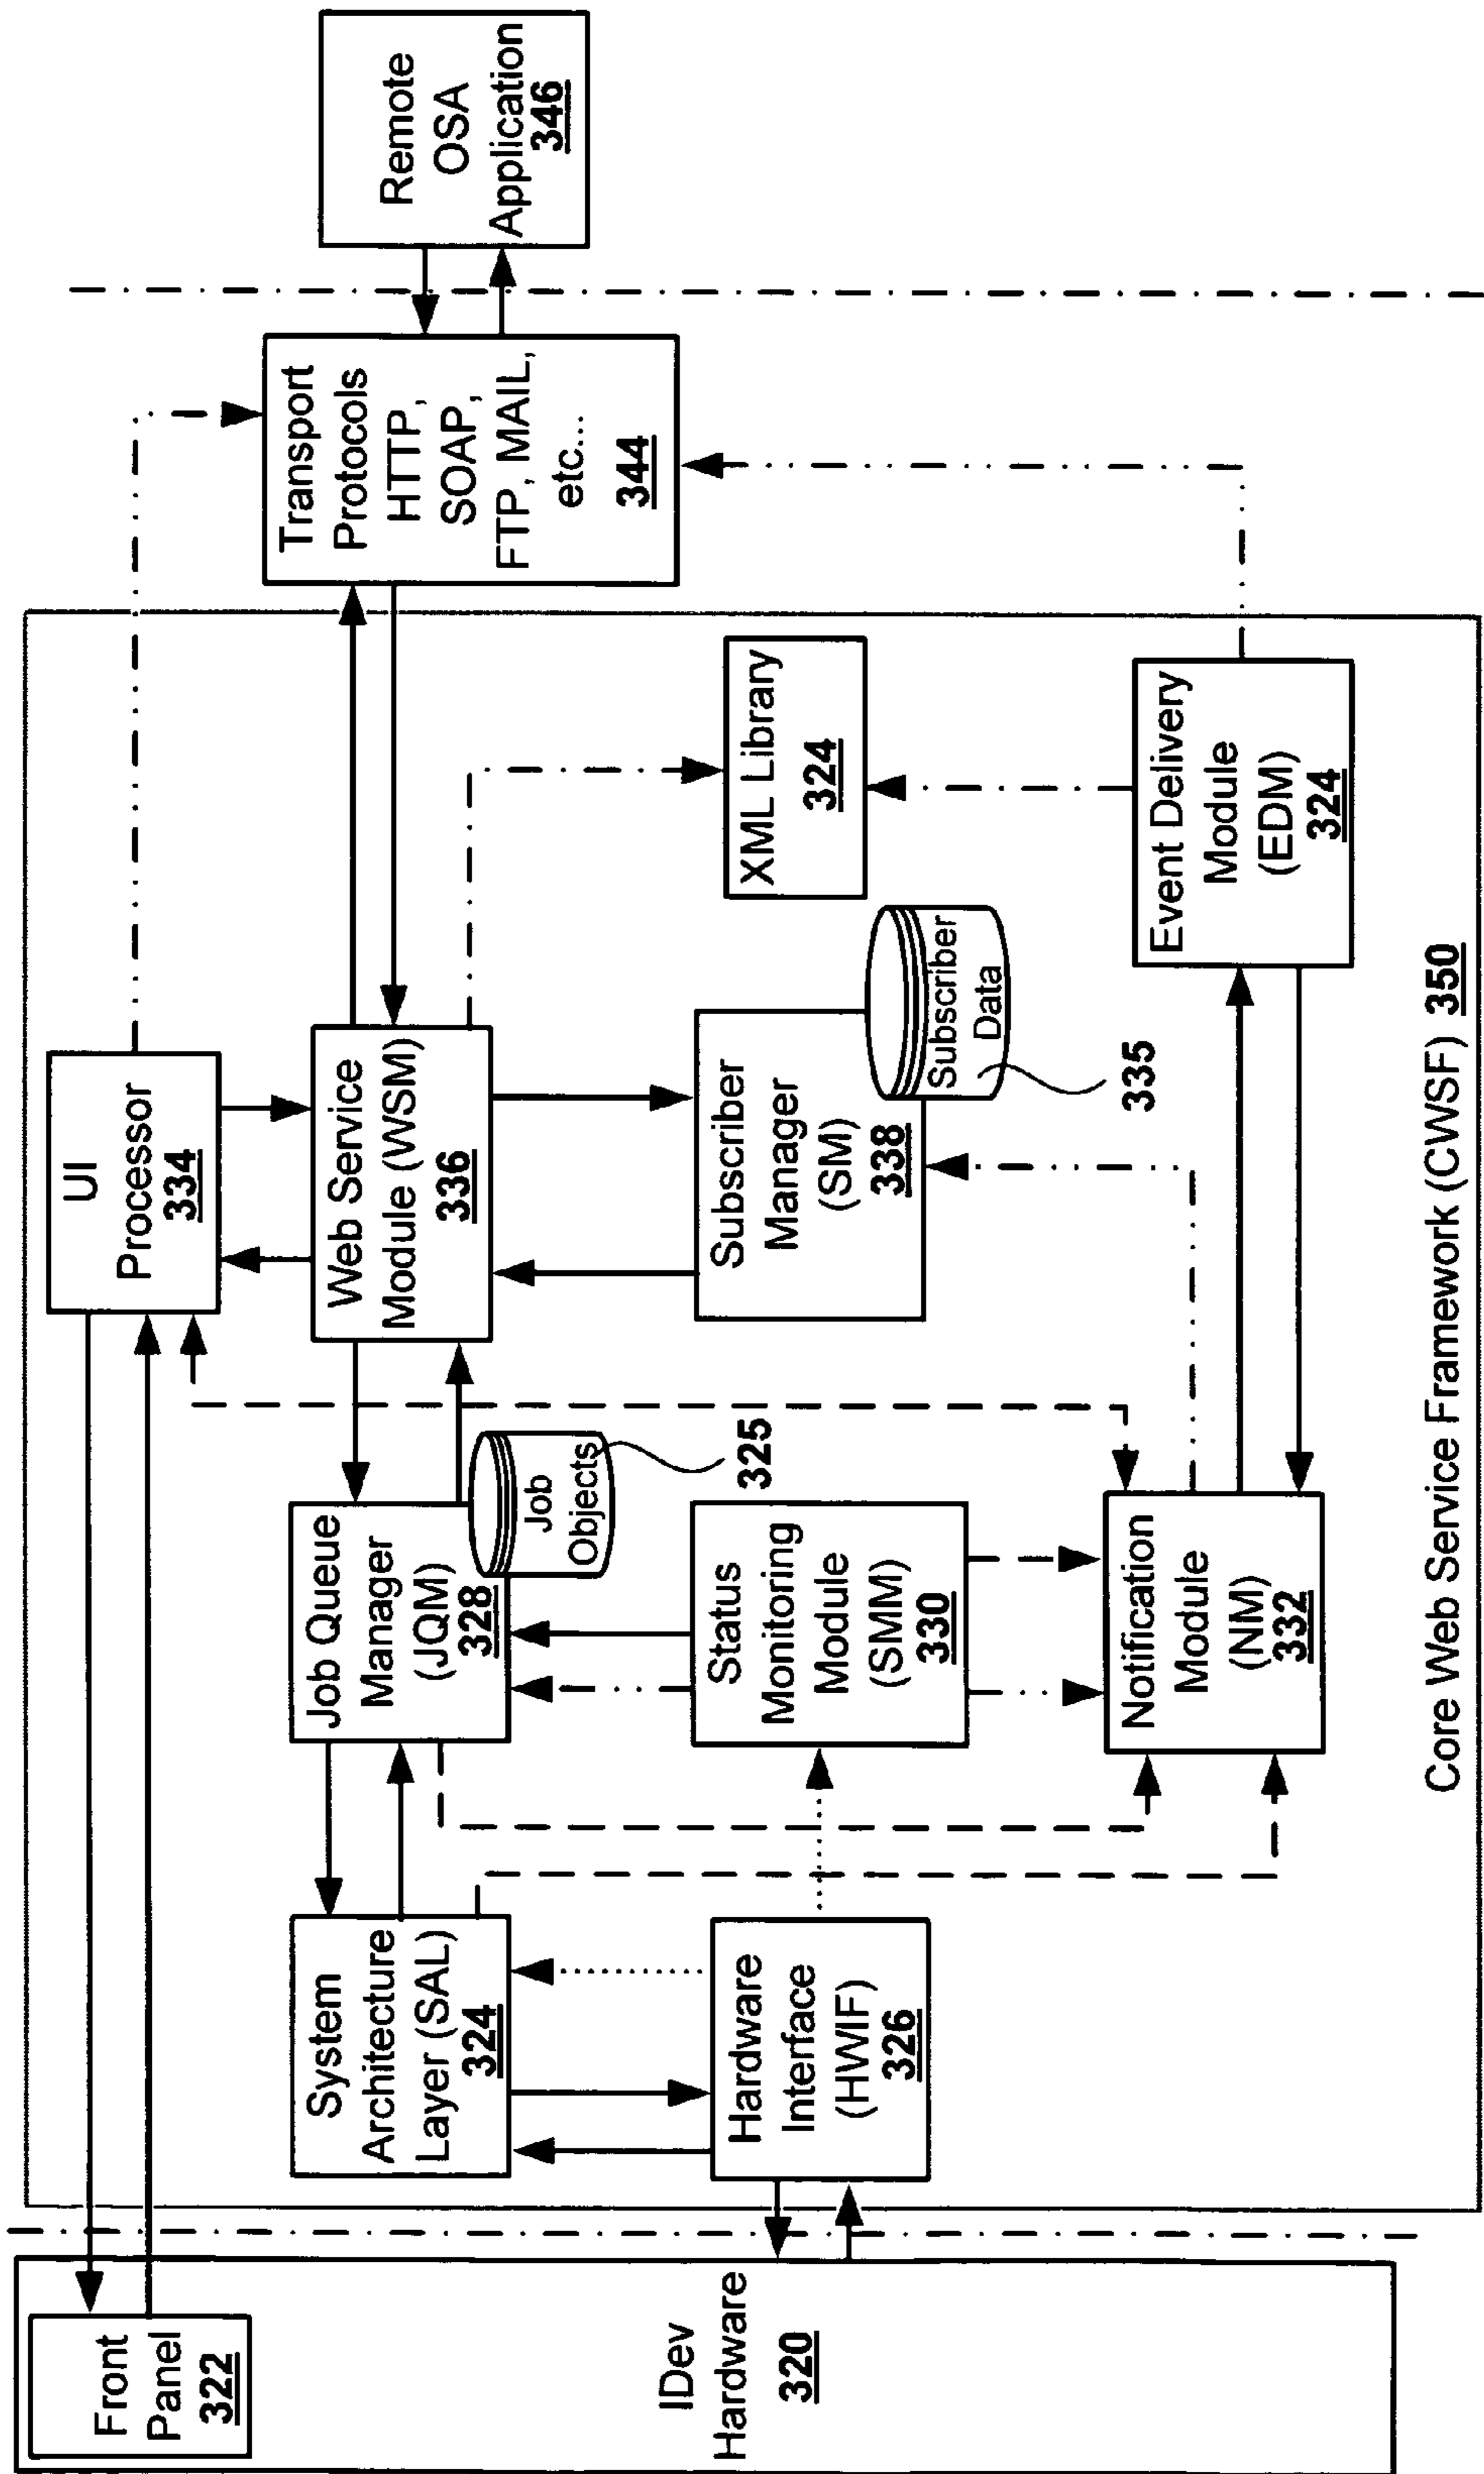 Front
Panel
322
IDev
Hardware
320
System
Architecture
Layer (SAL)
324
Hardware
Interface
(HWIF)
326
Job Queue
Manager
(JQM)
328
Job
Objects
325
Status
Monitoring
Module
(SMM)
330
Notification
Module
(NM)
332
UI
Processor
334
Web Service
Module (WSM)
336
Subscriber
Manager
(SM)
338
Subscriber
Data
335
XML Library
324
Event Delivery
Module
(EDM)
324
Core Web Service Framework (CWSF) 350
Transport
Protocols
HTTP,
SOAP,
FTP, MAIL,
etc...
344
Remote
OSA
Application
346